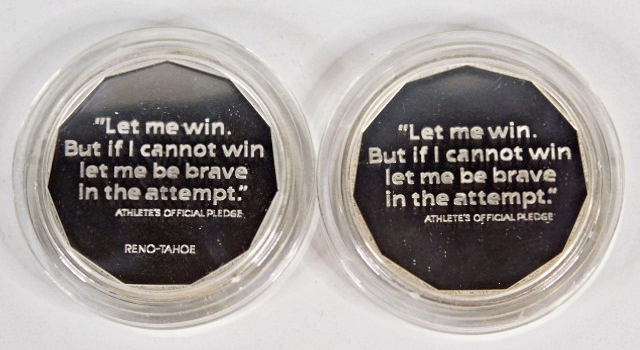 "Let me win.
But if I cannot win
let me be brave
in the attempt."
ATHLETE'S OFFICIAL PLEDGE
RENO-TAHOE
"Let me win.
But if I cannot win
let me be brave
in the attempt."
ATHLETE'S OFFICIAL PLEDGE